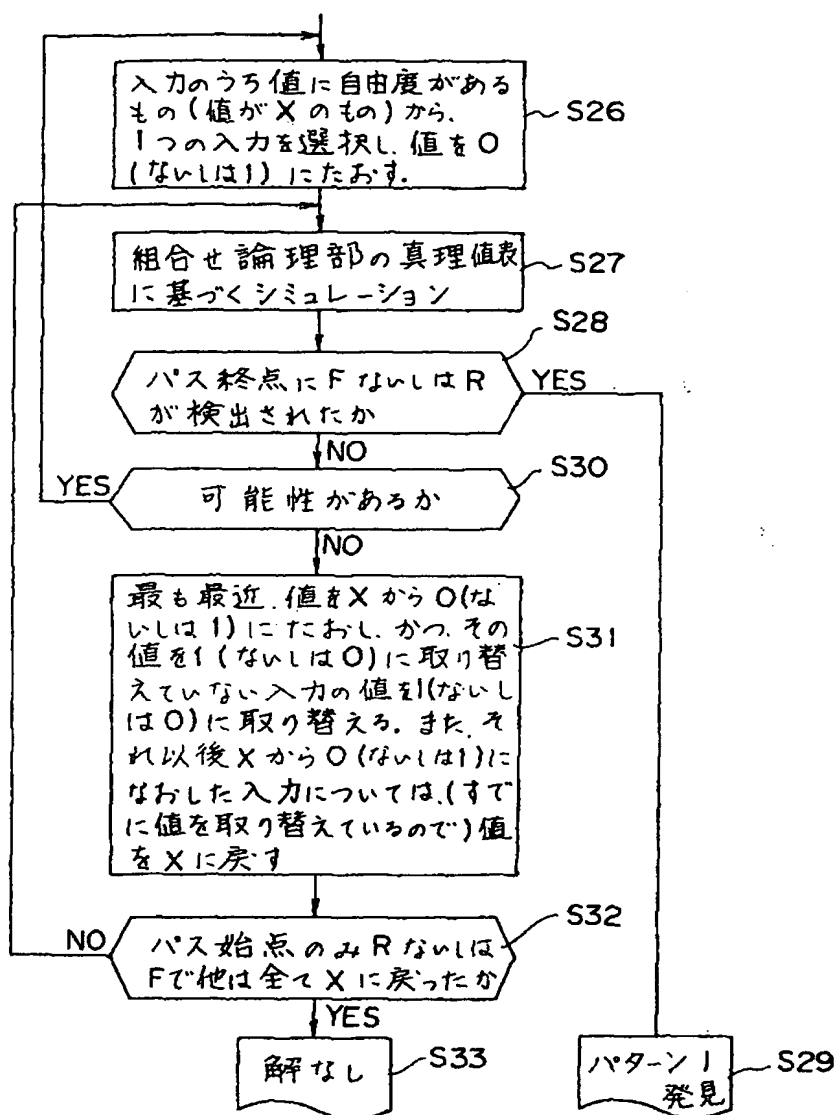 入力のうち値に自由度がある
もの(値がXのもの)から、
1つの入力を選択し、値を0
(ないしは1)にたおす.
S26
組合せ論理部の真理値表
に基づくシミュレーション
S27
S28
パス終点にFないしはR
が検出されたか
YES
NO
S30
YES
可能性があるか
NO
最も最近、値をXから0(な
いしは1)にたおし、かつ、その
値を1(ないしは0)に取り替
えていない入力の値を1(ないし
は0)に取り替える。また、そ
れ以後Xから0(ないしは1)に
なおした入力については、(すで
に値を取り替えているので)値
をXに戻す
S31
S32
NO
パス始点のみRないしは
Fで他は全てXに戻ったか
YES
解なし
S33
パターン1
発見
S29